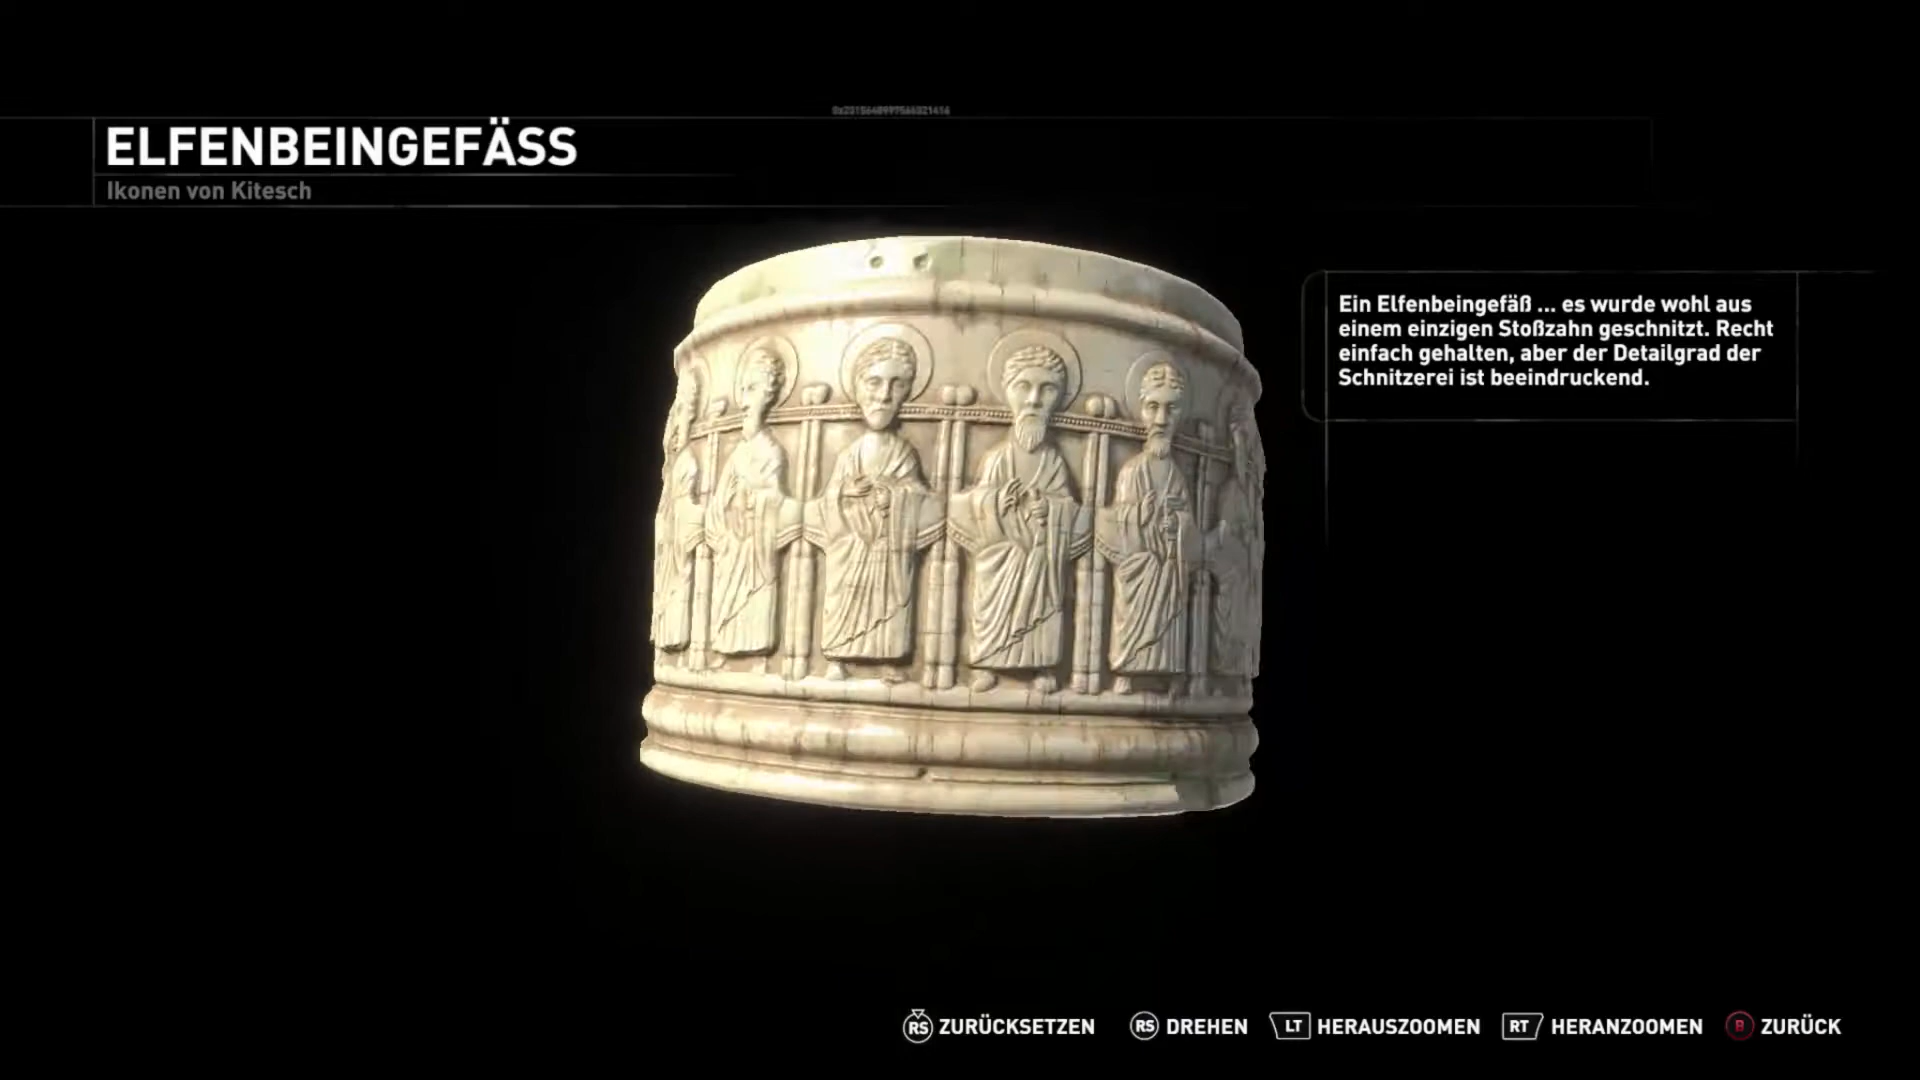 ELFENBEINGEFÄSS
Ikonen von Kitesch
Ein Elfenbeingefäß ... es wurde wohl aus
einem einzigen Stoßzahn geschnitzt. Recht
einfach gehalten, aber der Detailgrad der
Schnitzerei ist beeindruckend.
RS ZURÜCKSETZEN RS DREHEN LT HERAUSZOOMEN RT HERANZOOMEN B ZURÜCK